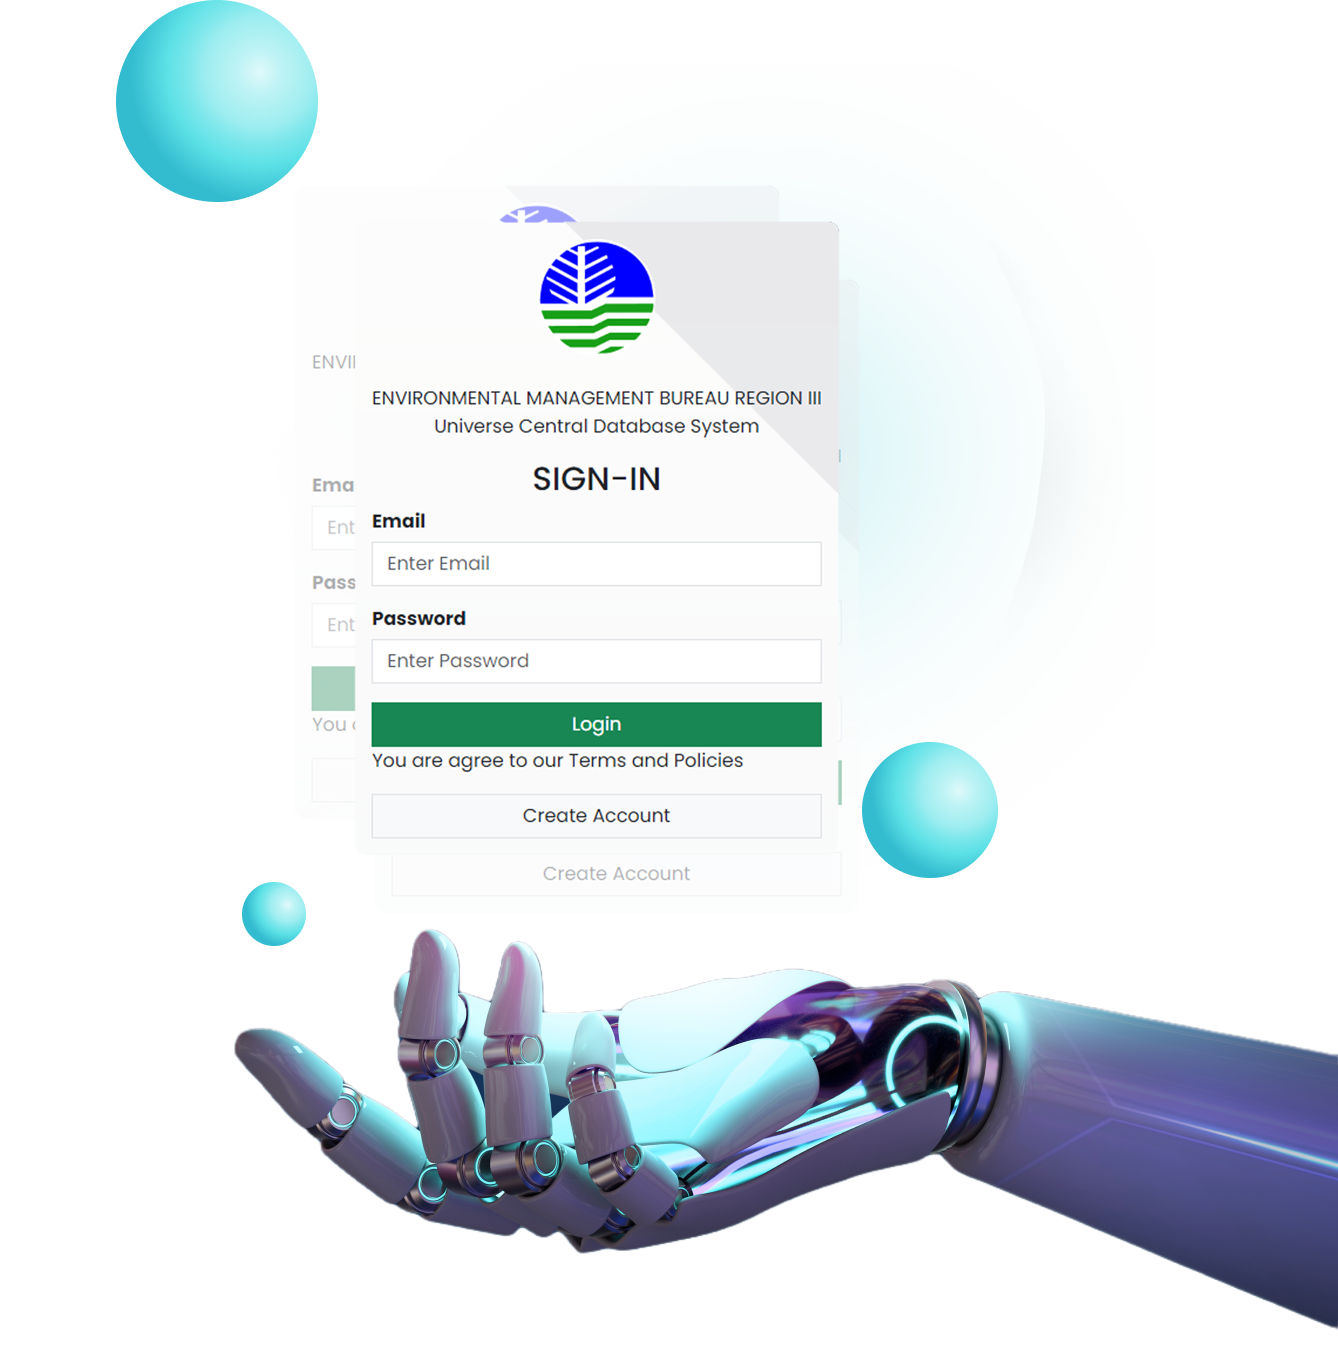 ENVIRONMENTAL MANAGEMENT BUREAU REGION III
Universe Central Database System
SIGN-IN
Email
Enter Email
Password
Enter Password
Login
You are agree to our Terms and Policies
Create Account
Create Account
ENVI
Ema
Ent
Pass
Ent
You